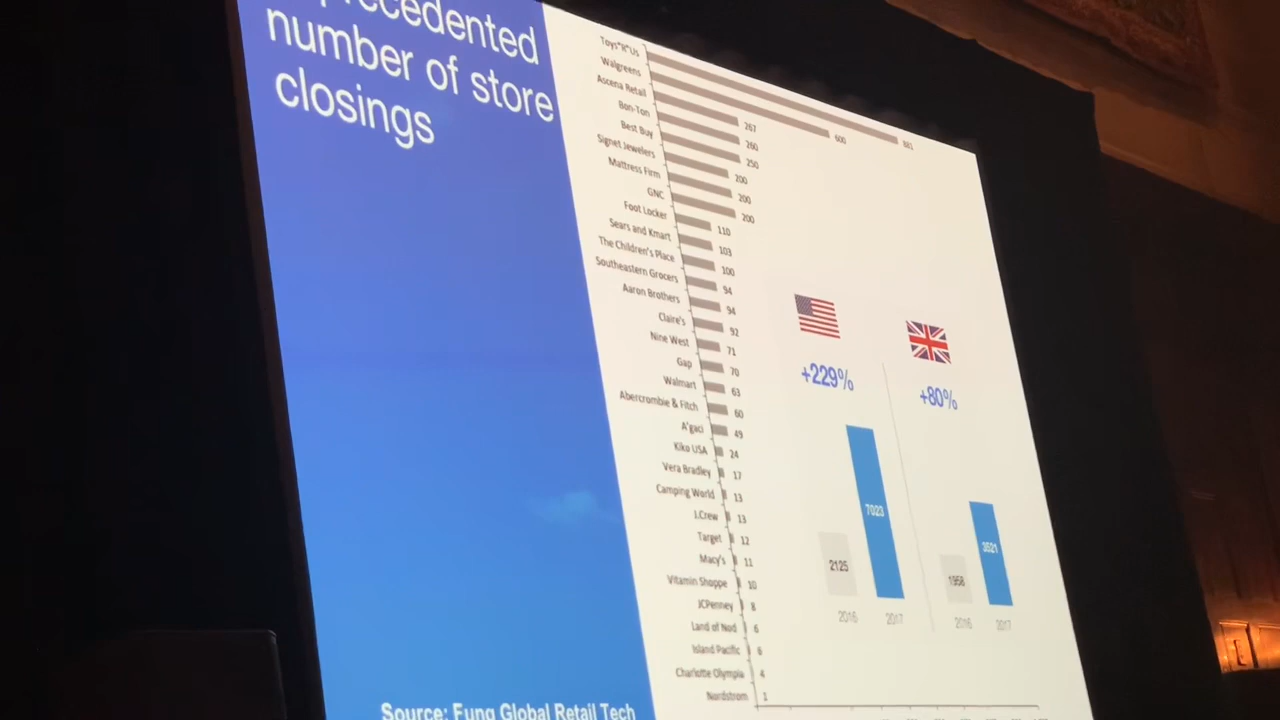 number of store
closings
Toys"R"Us 881
Walgreens 600
Ascena Retail 267
Bon-Ton 260
Best Buy 250
Signet Jewelers 200
Mattress Firm 200
GNC 200
Foot Locker 110
Sears and Kmart 103
The Children's Place 100
Southeastern Grocers 94
Aaron Brothers 94
Claire's 92
Nine West 71
Gap 70
Walmart 63
Abercrombie & Fitch 60
A'gaci 49
Kiko USA 24
Vera Bradley 17
Camping World 13
J.Crew 13
Target 12
Macy's 11
Vitamin Shoppe 10
JCPenney 8
Land of Nod 6
Island Pacific 6
Charlotte Olympia 4
Nordstrom 1
+229%
2125
7023
2016 2017
+80%
1958
3521
2016 2017
Source: Fung Global Retail Tech